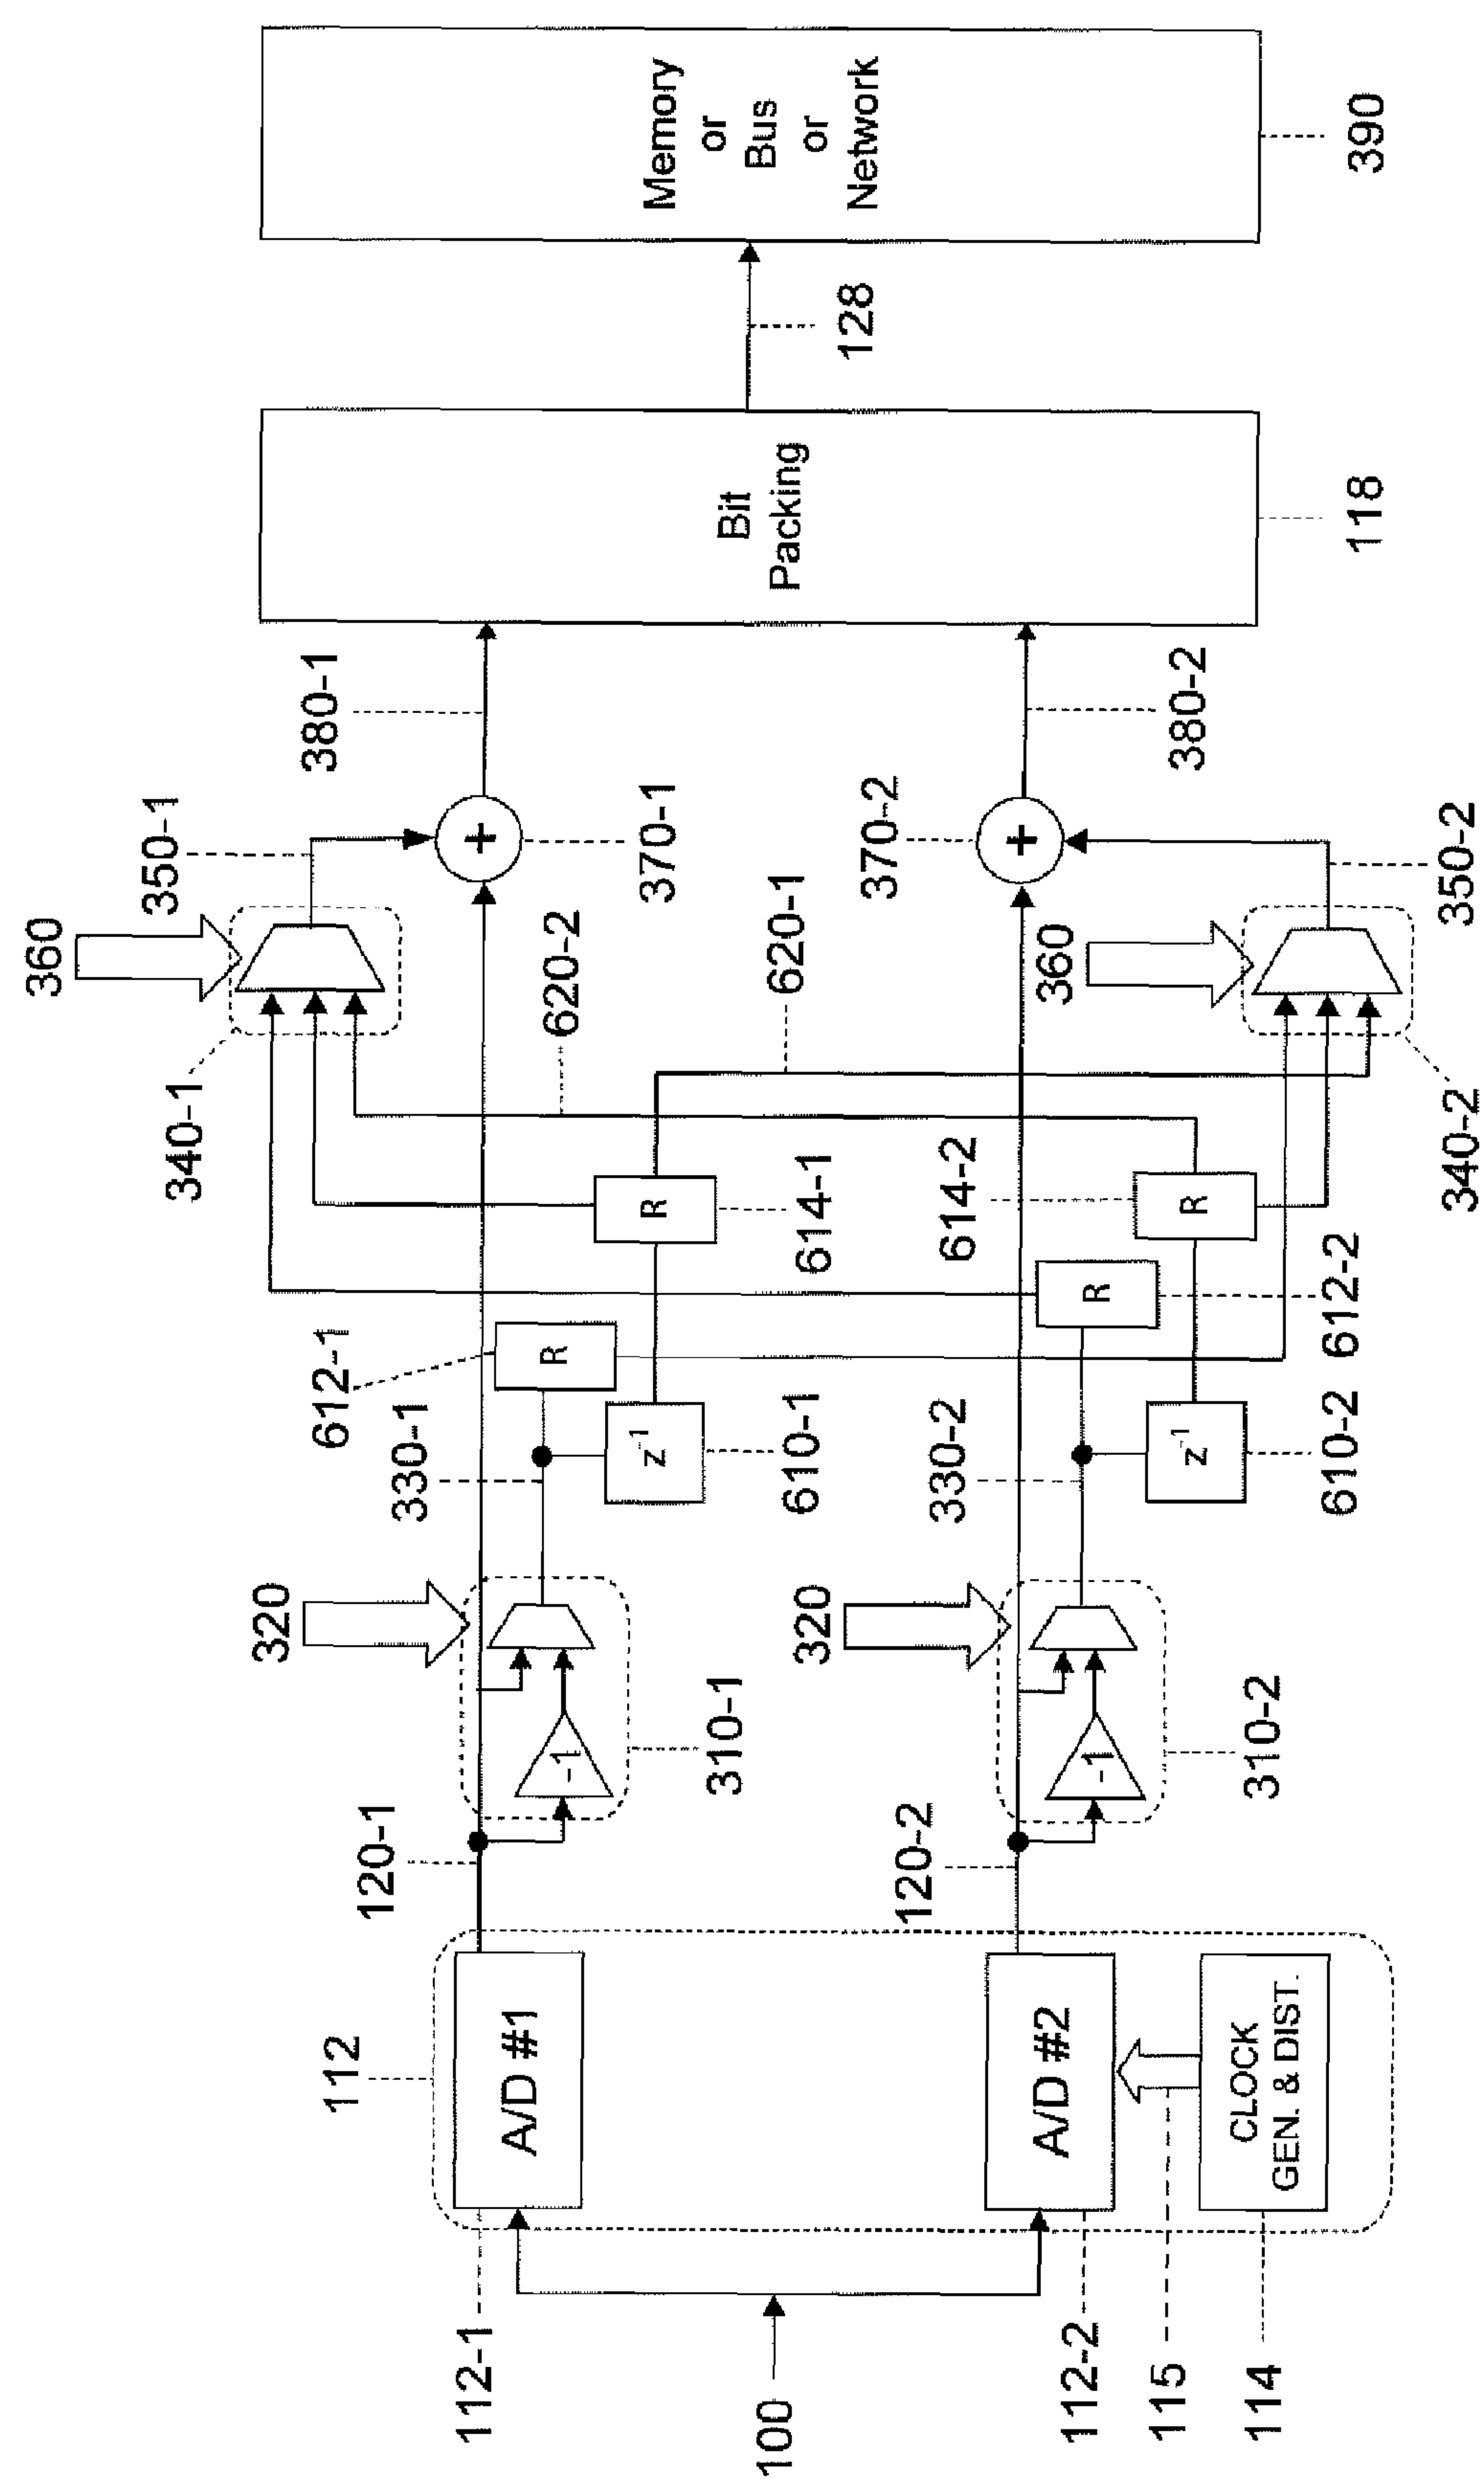 360
350-1
380-1
340-1
370-1
620-2
620-1
614-1
612-1
330-1
610-1
320
310-1
120-1
112
A/D #1
112-1
100
360
350-2
380-2
370-2
340-2
614-2
612-2
330-2
610-2
320
310-2
120-2
A/D #2
112-2
115
CLOCK
GEN. & DIST.
114
-1
-1
z⁻¹
z⁻¹
R
R
R
R
+
+
Bit
Packing
118
128
Memory
or
Bus
or
Network
390